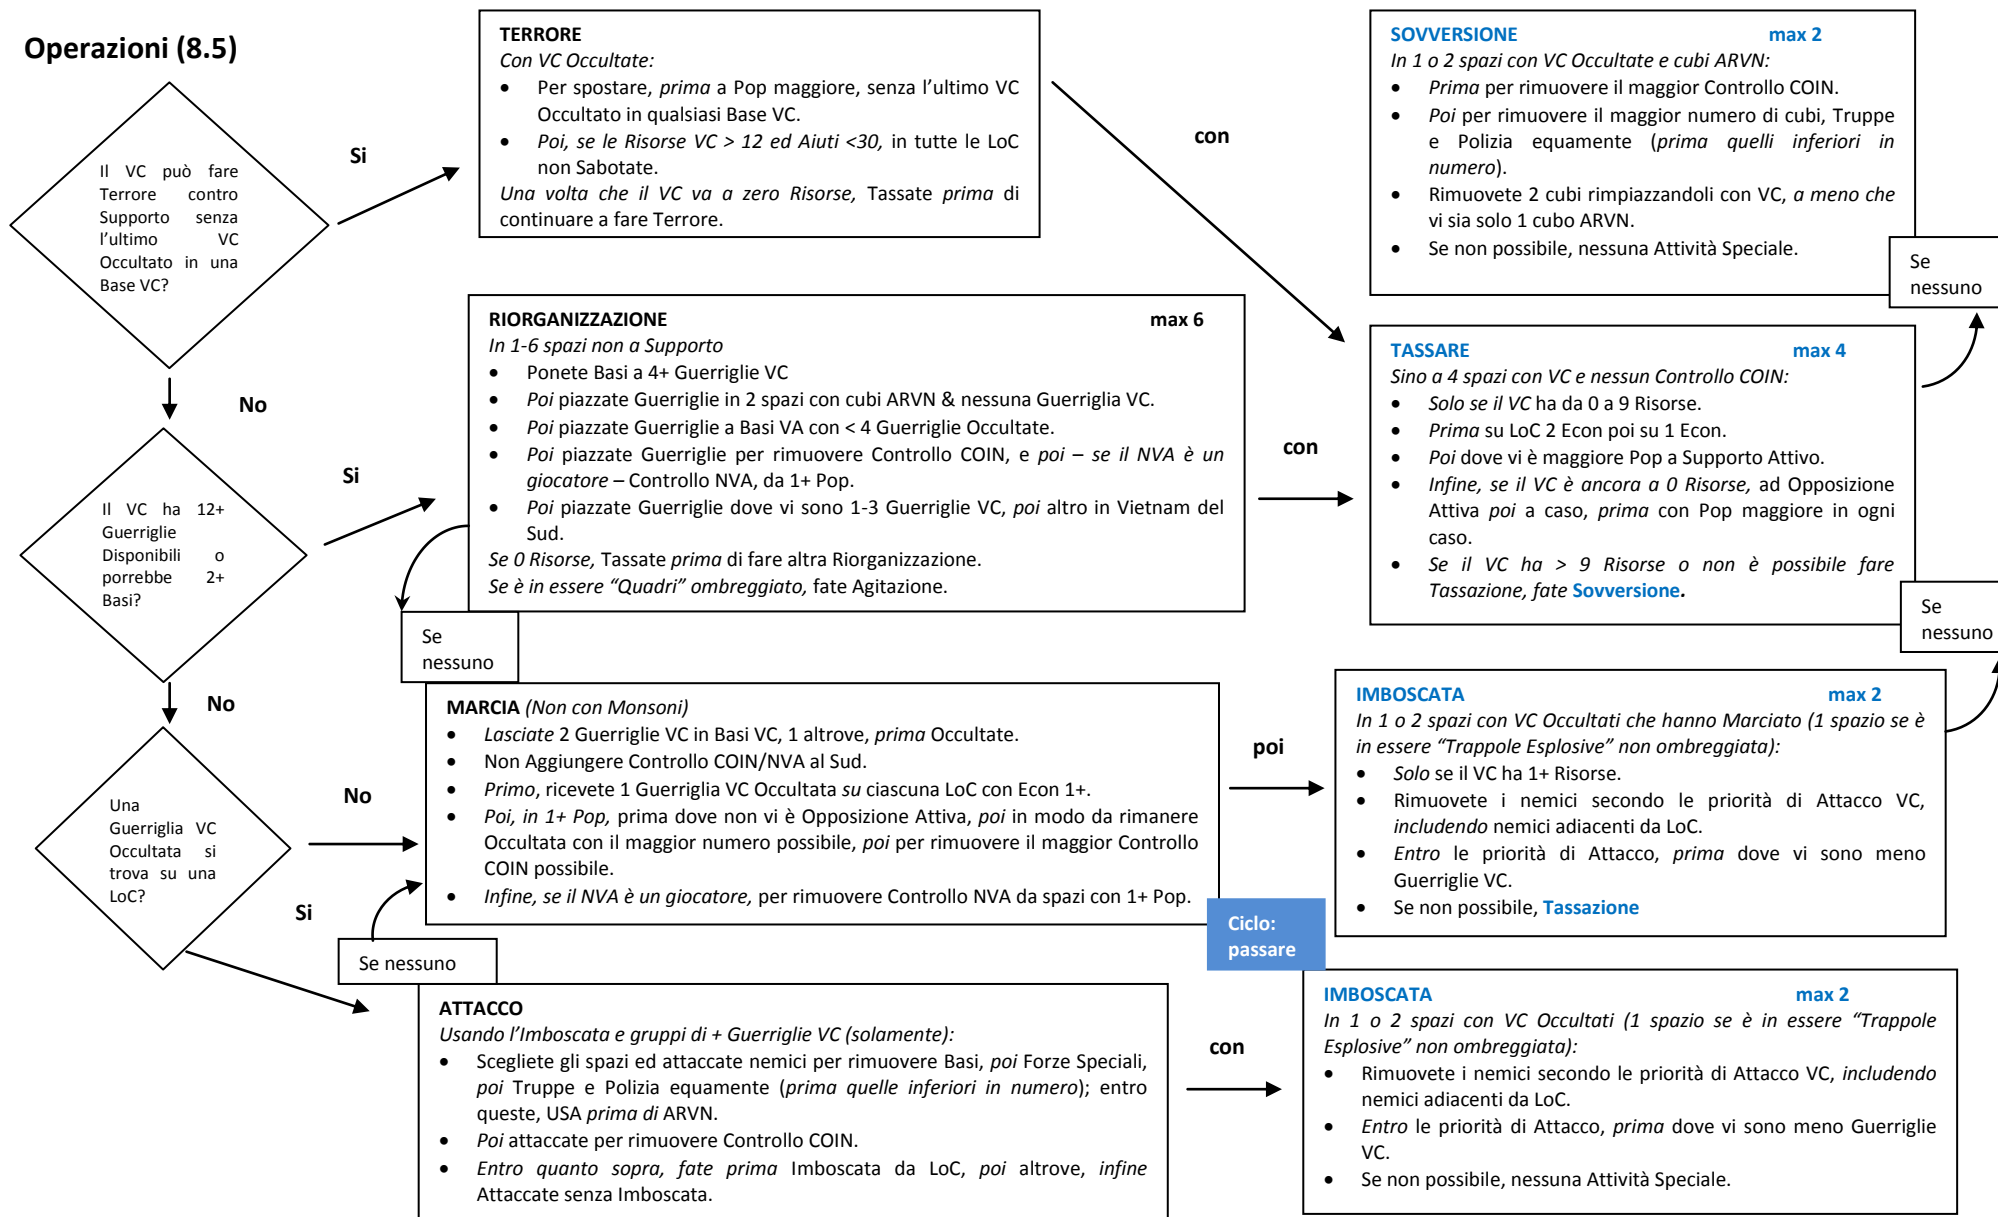 Operazioni (8.5)
Il VC può fare
Terrore contro
Supporto senza
l’ultimo VC
Occultato in una
Base VC?
Si
No
TERRORE
Con VC Occultate:
• Per spostare, prima a Pop maggiore, senza l’ultimo VC
Occultato in qualsiasi Base VC.
• Poi, se le Risorse VC > 12 ed Aiuti <30, in tutte le LoC
non Sabotate.
Una volta che il VC va a zero Risorse, Tassate prima di
continuare a fare Terrore.
con
SOVVERSIONE max 2
In 1 o 2 spazi con VC Occultate e cubi ARVN:
• Prima per rimuovere il maggior Controllo COIN.
• Poi per rimuovere il maggior numero di cubi, Truppe
e Polizia equamente (prima quelli inferiori in
numero).
• Rimuovete 2 cubi rimpiazzandoli con VC, a meno che
vi sia solo 1 cubo ARVN.
• Se non possibile, nessuna Attività Speciale.
Se
nessuno
Il VC ha 12+
Guerriglie
Disponibili o
porrebbe 2+
Basi?
Si
No
RIORGANIZZAZIONE max 6
In 1-6 spazi non a Supporto
• Ponete Basi a 4+ Guerriglie VC
• Poi piazzate Guerriglie in 2 spazi con cubi ARVN & nessuna Guerriglia VC.
• Poi piazzate Guerriglie a Basi VA con < 4 Guerriglie Occultate.
• Poi piazzate Guerriglie per rimuovere Controllo COIN, e poi – se il NVA è un
giocatore – Controllo NVA, da 1+ Pop.
• Poi piazzate Guerriglie dove vi sono 1-3 Guerriglie VC, poi altro in Vietnam del
Sud.
Se 0 Risorse, Tassate prima di fare altra Riorganizzazione.
Se è in essere “Quadri” ombreggiato, fate Agitazione.
con
Se
nessuno
TASSARE max 4
Sino a 4 spazi con VC e nessun Controllo COIN:
• Solo se il VC ha da 0 a 9 Risorse.
• Prima su LoC 2 Econ poi su 1 Econ.
• Poi dove vi è maggiore Pop a Supporto Attivo.
• Infine, se il VC è ancora a 0 Risorse, ad Opposizione
Attiva poi a caso, prima con Pop maggiore in ogni
caso.
• Se il VC ha > 9 Risorse o non è possibile fare
Tassazione, fate Sovversione.
Se
nessuno
Una
Guerriglia VC
Occultata si
trova su una
LoC?
No
Si
MARCIA (Non con Monsoni)
• Lasciate 2 Guerriglie VC in Basi VC, 1 altrove, prima Occultate.
• Non Aggiungere Controllo COIN/NVA al Sud.
• Primo, ricevete 1 Guerriglia VC Occultata su ciascuna LoC con Econ 1+.
• Poi, in 1+ Pop, prima dove non vi è Opposizione Attiva, poi in modo da rimanere
Occultata con il maggior numero possibile, poi per rimuovere il maggior Controllo
COIN possibile.
• Infine, se il NVA è un giocatore, per rimuovere Controllo NVA da spazi con 1+ Pop.
poi
Ciclo:
passare
IMBOSCATA max 2
In 1 o 2 spazi con VC Occultati che hanno Marciato (1 spazio se è
in essere “Trappole Esplosive” non ombreggiata):
• Solo se il VC ha 1+ Risorse.
• Rimuovete i nemici secondo le priorità di Attacco VC,
includendo nemici adiacenti da LoC.
• Entro le priorità di Attacco, prima dove vi sono meno
Guerriglie VC.
• Se non possibile, Tassazione
Se nessuno
ATTACCO
Usando l’Imboscata e gruppi di + Guerriglie VC (solamente):
• Scegliete gli spazi ed attaccate nemici per rimuovere Basi, poi Forze Speciali,
poi Truppe e Polizia equamente (prima quelle inferiori in numero); entro
queste, USA prima di ARVN.
• Poi attaccate per rimuovere Controllo COIN.
• Entro quanto sopra, fate prima Imboscata da LoC, poi altrove, infine
Attaccate senza Imboscata.
con
IMBOSCATA max 2
In 1 o 2 spazi con VC Occultati (1 spazio se è in essere “Trappole
Esplosive” non ombreggiata):
• Rimuovete i nemici secondo le priorità di Attacco VC, includendo
nemici adiacenti da LoC.
• Entro le priorità di Attacco, prima dove vi sono meno Guerriglie
VC.
• Se non possibile, nessuna Attività Speciale.